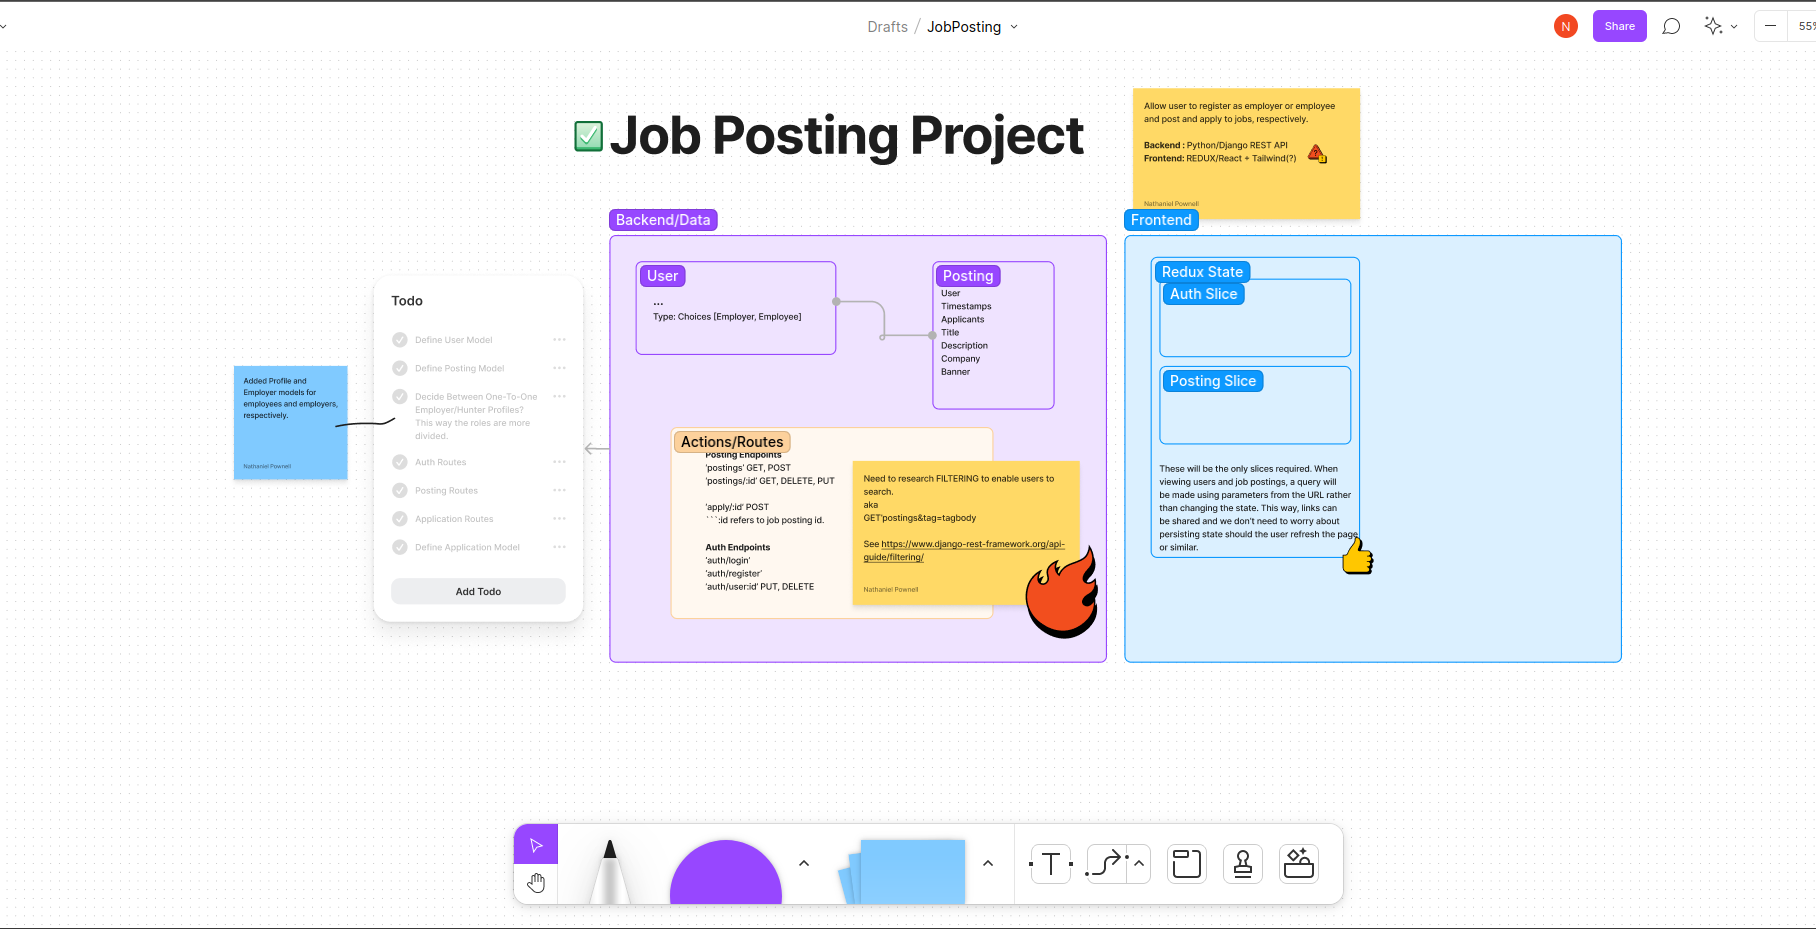 Drafts / JobPosting
N
Share
55%
Job Posting Project
Allow user to register as employer or employee
and post and apply to jobs, respectively.
Backend : Python/Django REST API
Frontend: REDUX/React + Tailwind(?)
Nathaniel Pownell
Backend/Data
Frontend
User
...
Type: Choices [Employer, Employee]
Posting
User
Timestamps
Applicants
Title
Description
Company
Banner
Redux State
Auth Slice
Posting Slice
These will be the only slices required. When
viewing users and job postings, a query will
be made using parameters from the URL rather
than changing the state. This way, links can
be shared and we don't need to worry about
persisting state should the user refresh the page
or similar.
Todo
Define User Model
Define Posting Model
Decide Between One-To-One
Employer/Hunter Profiles?
This way the roles are more
divided.
Auth Routes
Posting Routes
Application Routes
Define Application Model
Add Todo
Added Profile and
Employer models for
employees and employers,
respectively.
Nathaniel Pownell
Actions/Routes
Posting Endpoints
'postings' GET, POST
'postings/:id' GET, DELETE, PUT
'apply/:id' POST
```:id refers to job posting id.
Auth Endpoints
'auth/login'
'auth/register'
'auth/user:id' PUT, DELETE
Need to research FILTERING to enable users to
search.
aka
GET'postings&tag=tagbody
See https://www.django-rest-framework.org/api-
guide/filtering/
Nathaniel Pownell
T